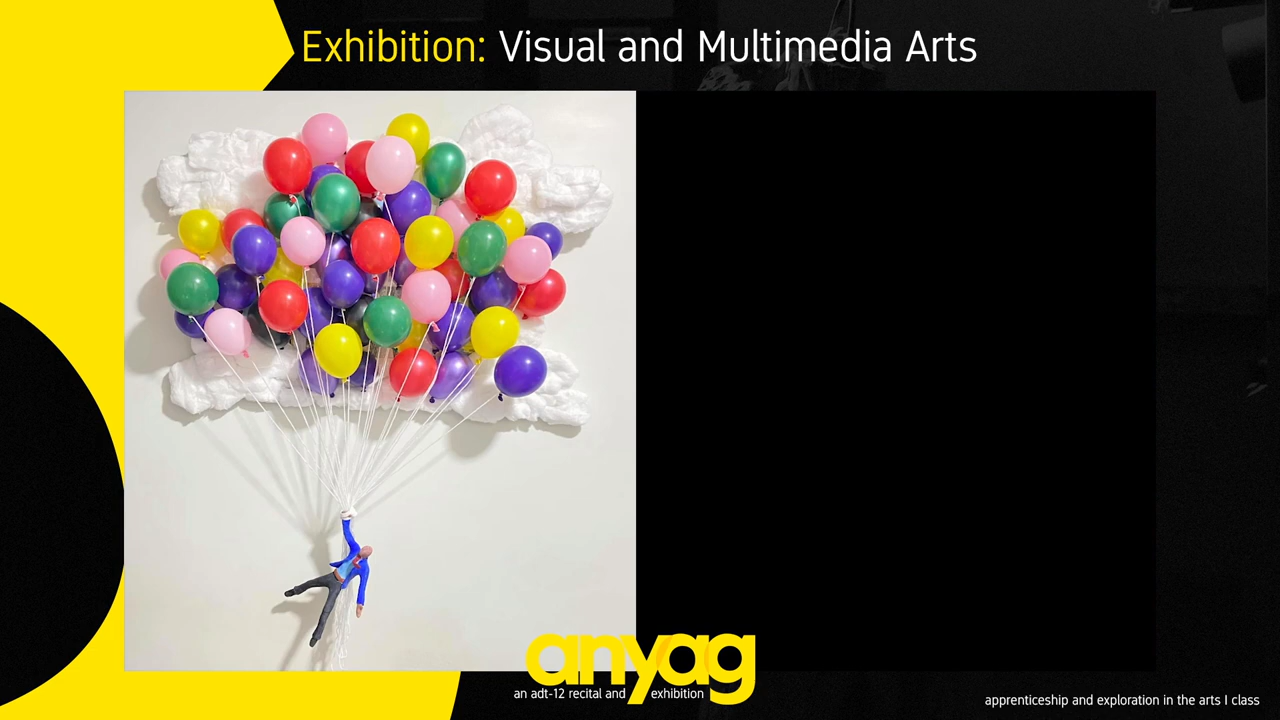 Exhibition: Visual and Multimedia Arts
anyag
an adt-12 recital and exhibition
apprenticeship and exploration in the arts I class